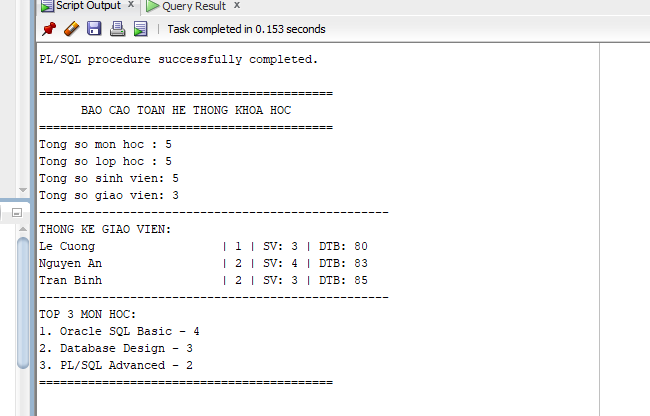 Script Output x Query Result x
Task completed in 0.153 seconds
PL/SQL procedure successfully completed.
==========================================
BAO CAO TOAN HE THONG KHOA HOC
==========================================
Tong so mon hoc : 5
Tong so lop hoc : 5
Tong so sinh vien: 5
Tong so giao vien: 3
--------------------------------------------------
THONG KE GIAO VIEN:
Le Cuong | 1 | SV: 3 | DTB: 80
Nguyen An | 2 | SV: 4 | DTB: 83
Tran Binh | 2 | SV: 3 | DTB: 85
--------------------------------------------------
TOP 3 MON HOC:
1. Oracle SQL Basic - 4
2. Database Design - 3
3. PL/SQL Advanced - 2
==========================================